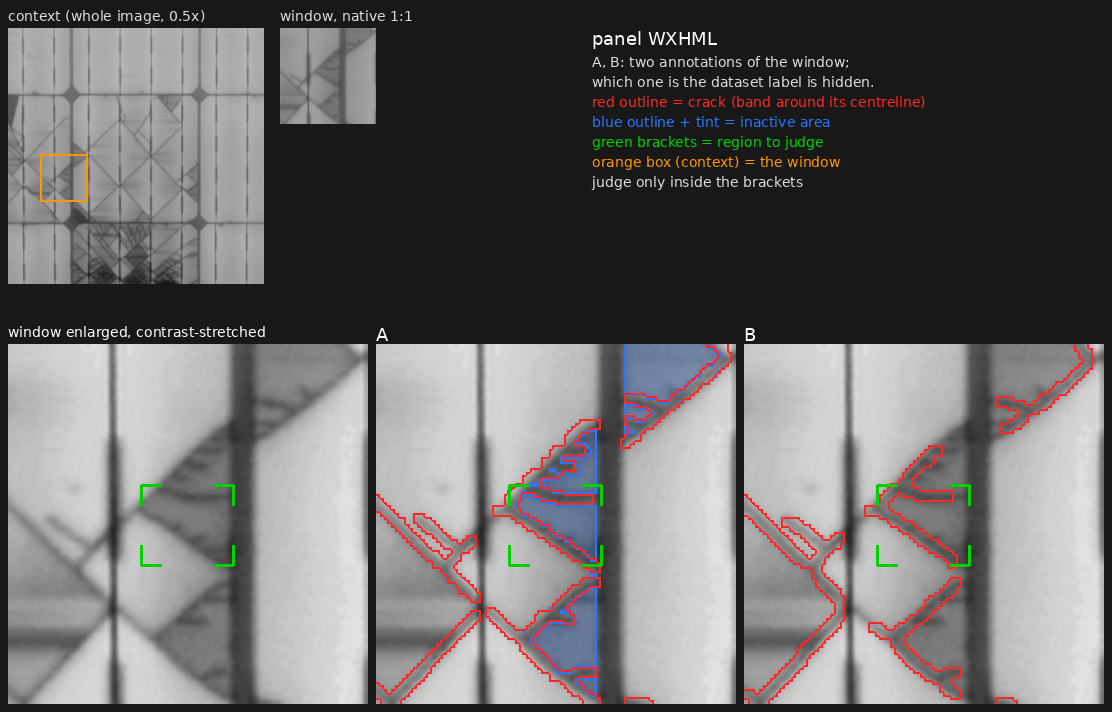 context (whole image, 0.5x)
window, native 1:1
panel WXHML
A, B: two annotations of the window;
which one is the dataset label is hidden.
red outline = crack (band around its centreline)
blue outline + tint = inactive area
green brackets = region to judge
orange box (context) = the window
judge only inside the brackets
window enlarged, contrast-stretched
A
B